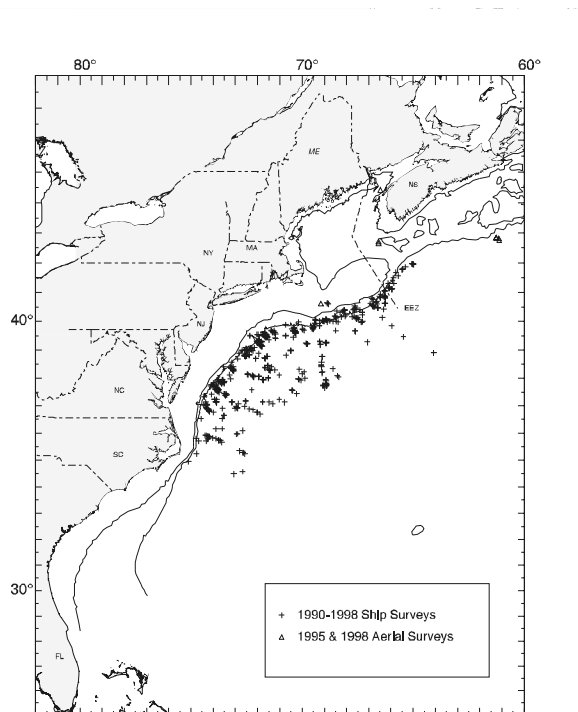 80° 70° 60°
ME
NS
NY MA
EEZ
40° NJ
NC
SC
30°
+ 1990-1998 Ship Surveys
△ 1995 & 1998 Aerial Surveys
FL